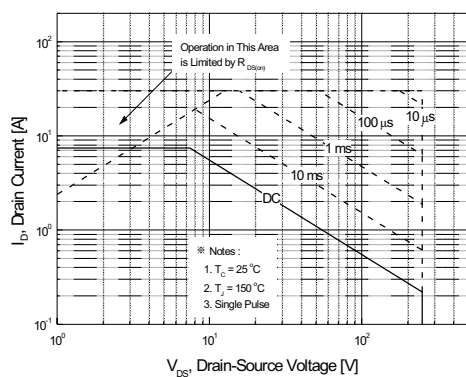 10²
Operation in This Area
is Limited by R DS(on)
10 µs
100 µs
10¹
1 ms
10 ms
DC
10⁰
※ Notes :
1. T_C = 25 °C
2. T_J = 150 °C
3. Single Pulse
10⁻¹
10⁰ 10¹ 10²
I_D, Drain Current [A]
V_DS, Drain-Source Voltage [V]